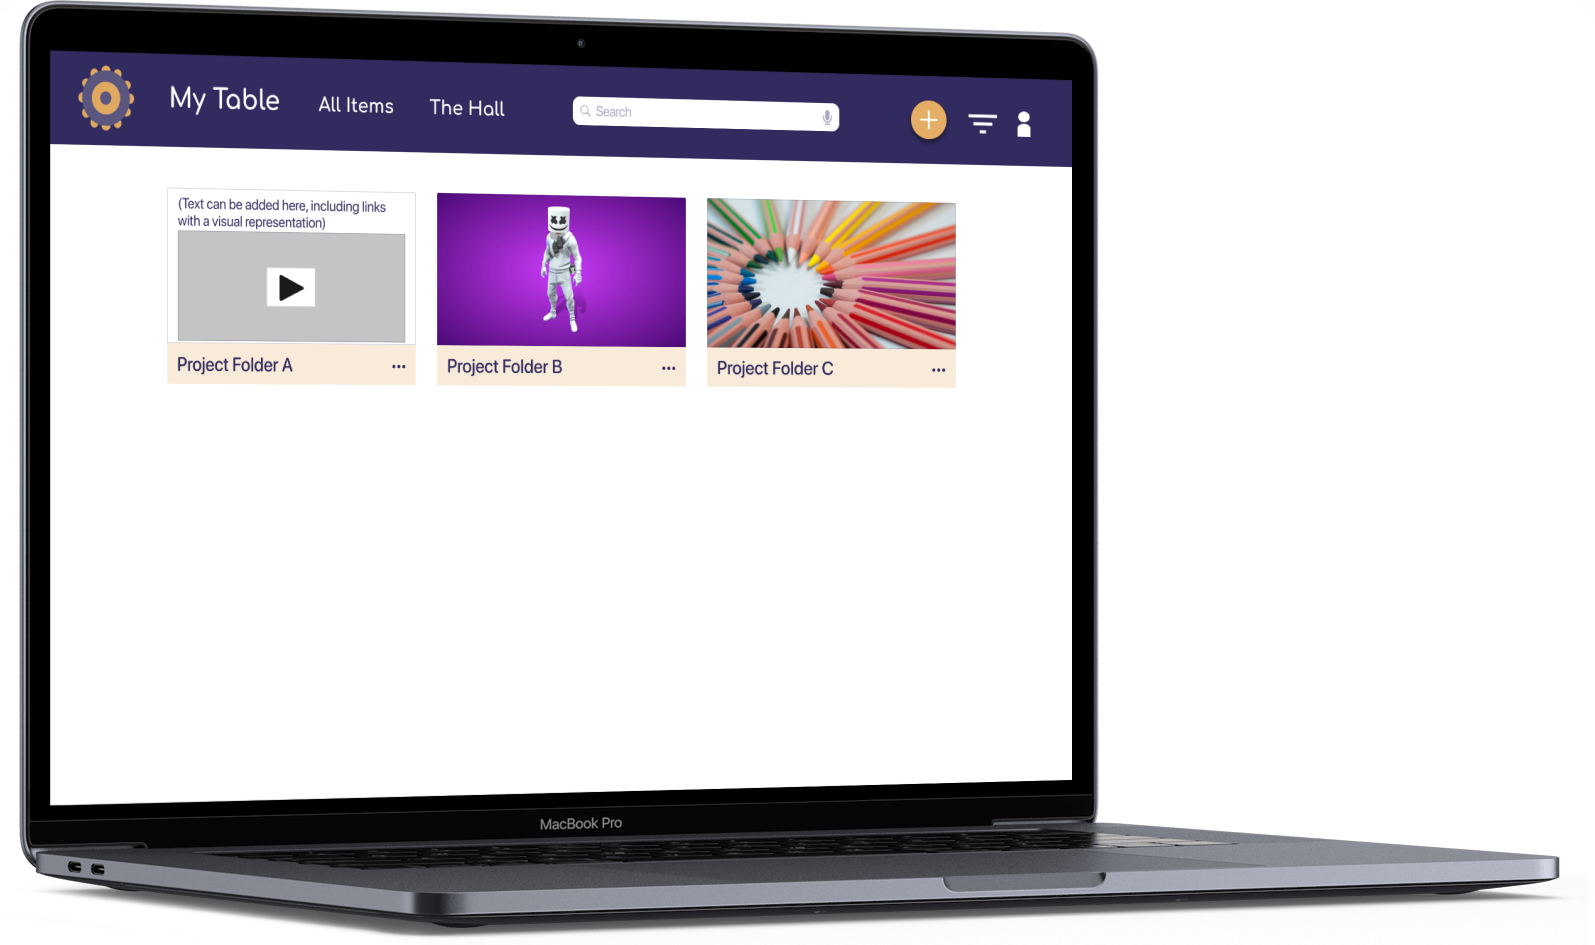 My Table
All Items
The Hall
Search
(Text can be added here, including links
with a visual representation)
Project Folder A
Project Folder B
Project Folder C
MacBook Pro